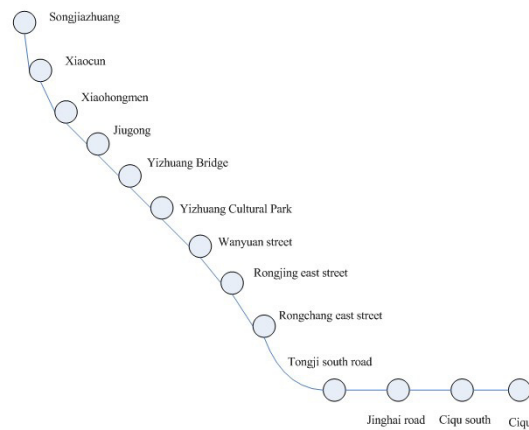 Songjiazhuang
Xiaocun
Xiaohongmen
Jiugong
Yizhuang Bridge
Yizhuang Cultural Park
Wanyuan street
Rongjing east street
Rongchang east street
Tongji south road
Jinghai road
Ciqu south
Ciqu